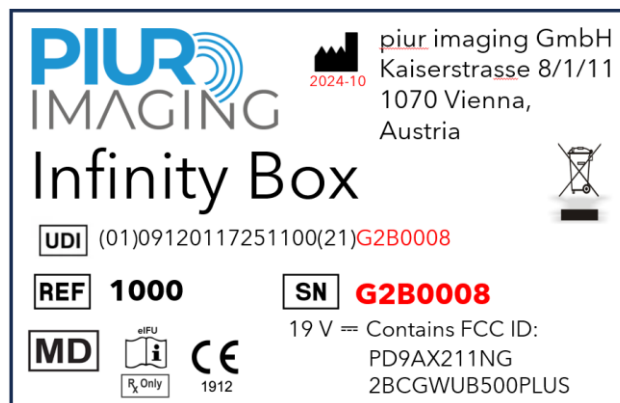 PIUR
IMAGING
2024-10
piur imaging GmbH
Kaiserstrasse 8/1/11
1070 Vienna,
Austria
Infinity Box
UDI (01)09120117251100(21)G2B0008
REF 1000
SN G2B0008
19 V ⎓ Contains FCC ID:
PD9AX211NG
2BCGWUB500PLUS
MD
eIFU
i
Rx Only
CE
1912